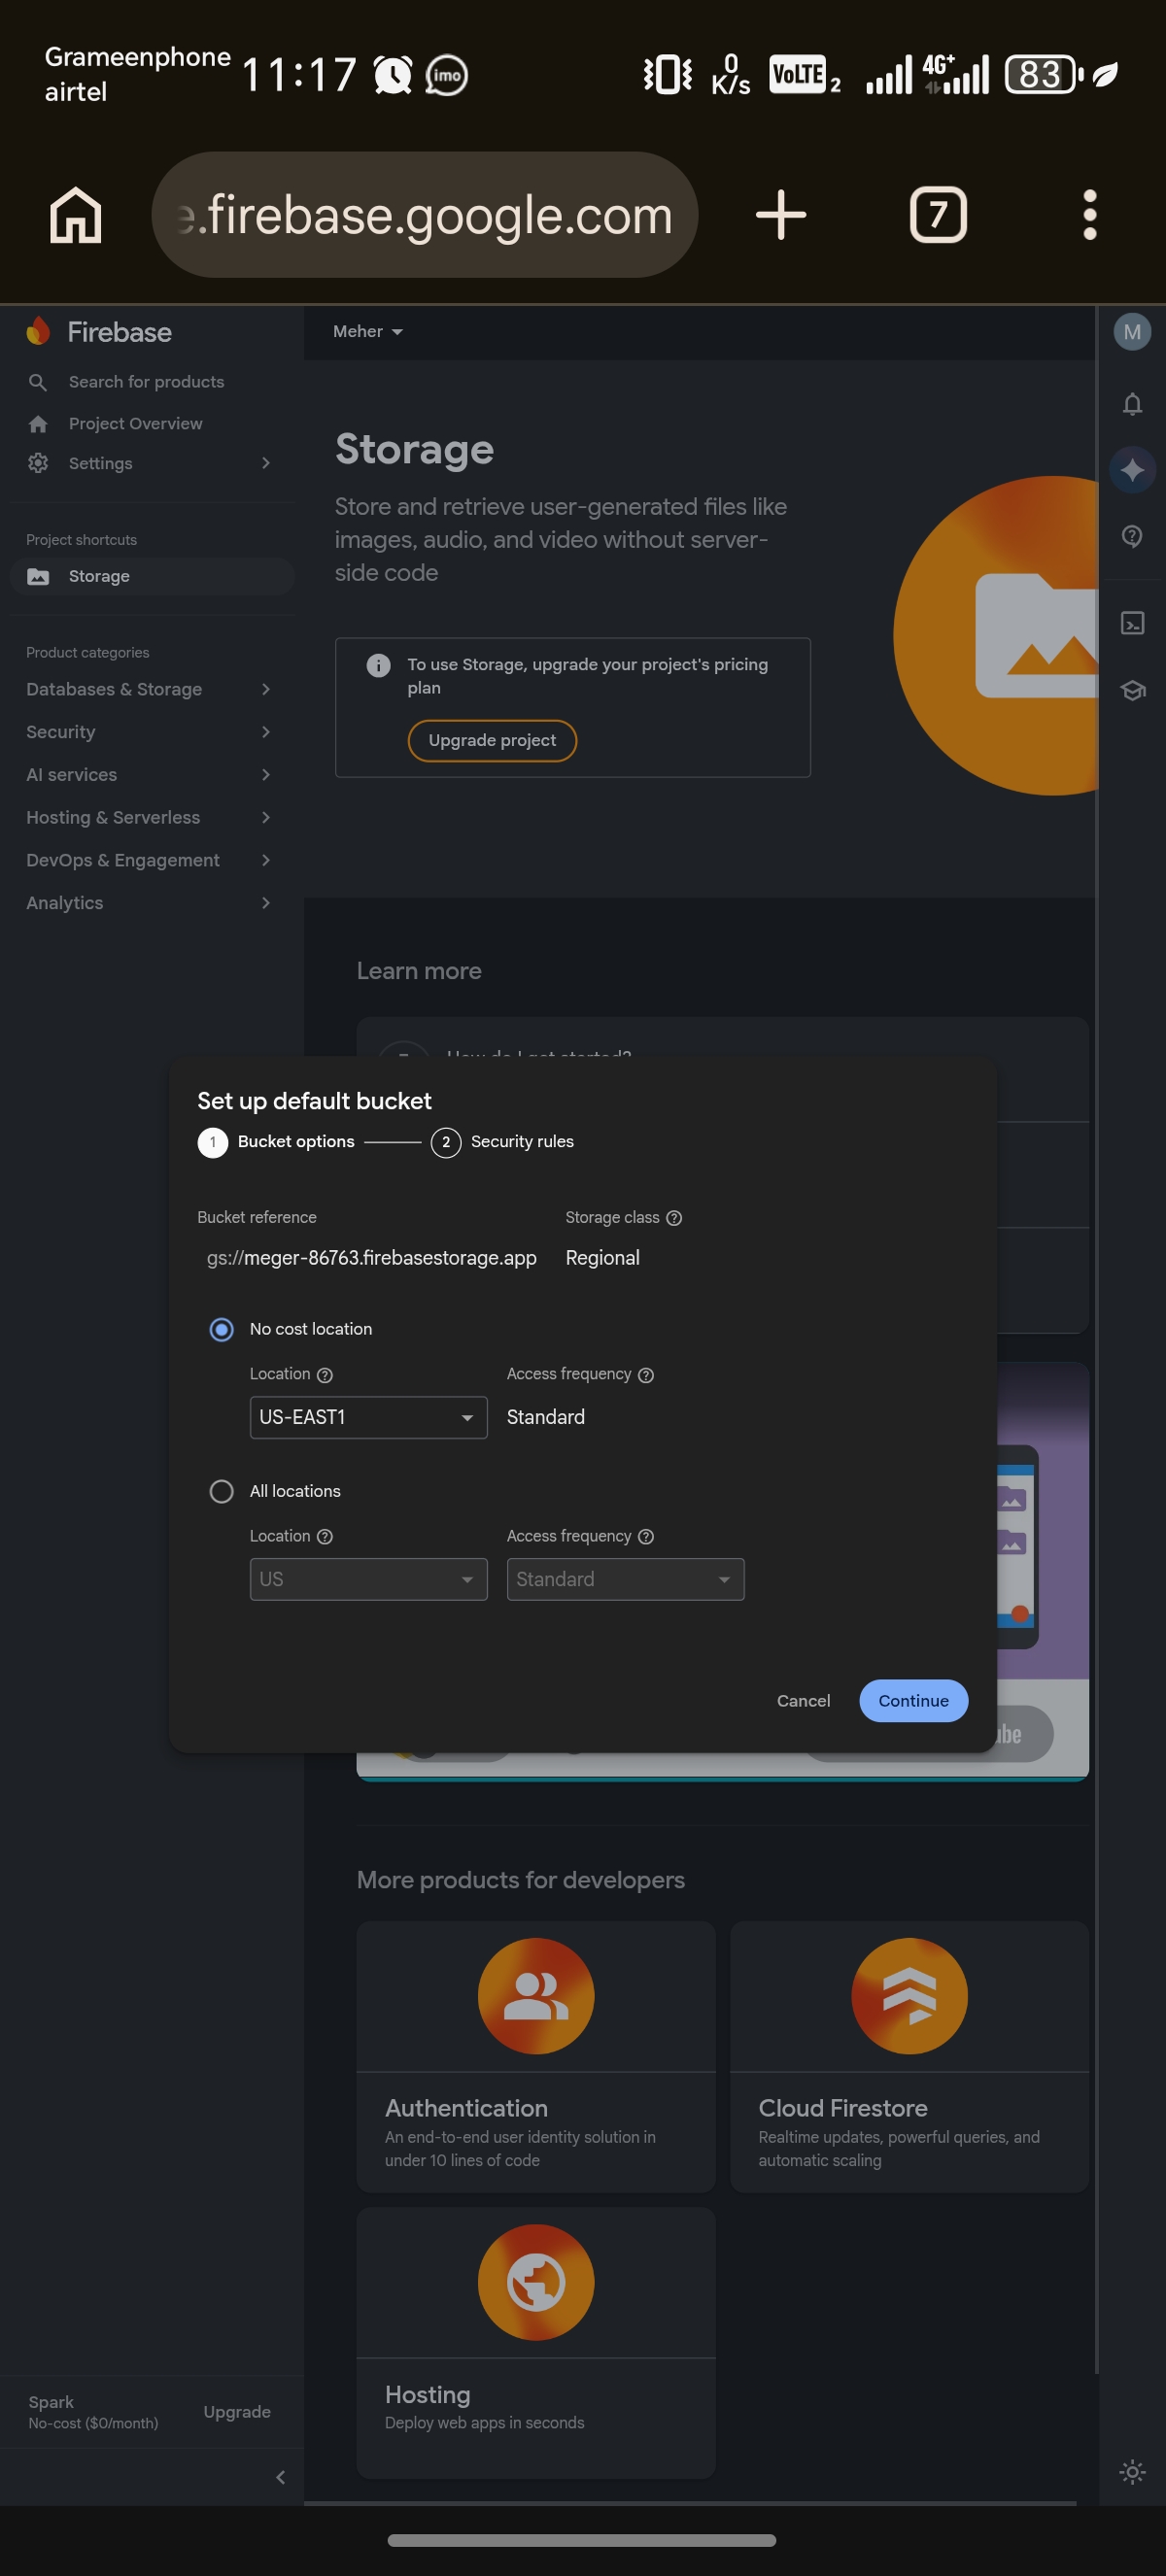 Grameenphone
airtel
11:17
imo
0
K/s
VoLTE 2
4G+
83
e.firebase.google.com
7
Firebase
Meher
M
Search for products
Project Overview
Settings
Project shortcuts
Storage
Product categories
Databases & Storage
Security
AI services
Hosting & Serverless
DevOps & Engagement
Analytics
Storage
Store and retrieve user-generated files like
images, audio, and video without server-
side code
To use Storage, upgrade your project's pricing
plan
Upgrade project
Learn more
How do I get started?
Set up default bucket
1 Bucket options 2 Security rules
Bucket reference
Storage class
gs://meger-86763.firebasestorage.app
Regional
No cost location
Location
Access frequency
US-EAST1
Standard
All locations
Location
Access frequency
US
Standard
Cancel
Continue
be
More products for developers
Authentication
An end-to-end user identity solution in
under 10 lines of code
Cloud Firestore
Realtime updates, powerful queries, and
automatic scaling
Hosting
Deploy web apps in seconds
Spark
No-cost ($0/month)
Upgrade